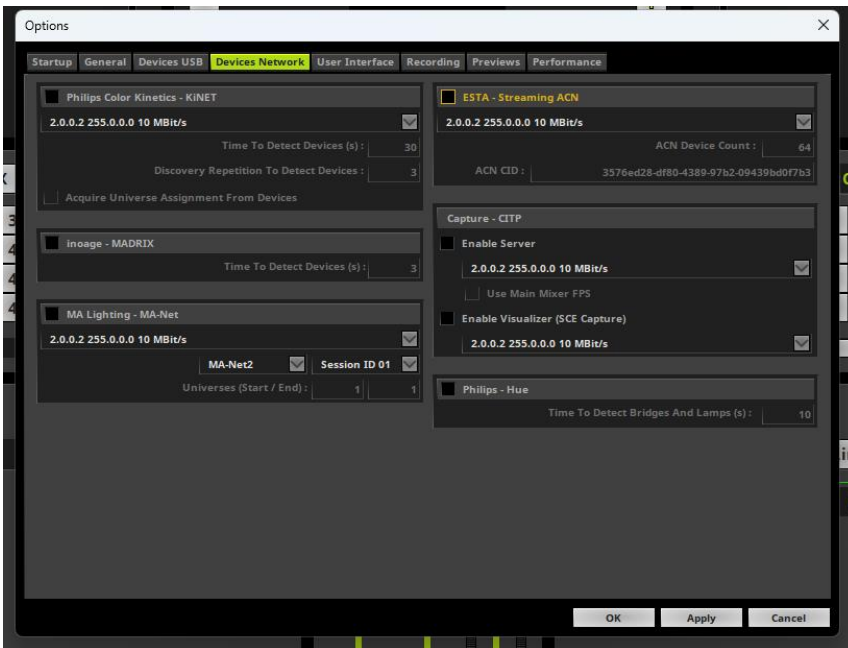 Options
Startup General Devices USB Devices Network User Interface Recording Previews Performance
Philips Color Kinetics - KiNET
2.0.0.2 255.0.0.0 10 MBit/s
Time To Detect Devices (s) : 30
Discovery Repetition To Detect Devices : 3
Acquire Universe Assignment From Devices
inoage - MADRIX
Time To Detect Devices (s) : 3
MA Lighting - MA-Net
2.0.0.2 255.0.0.0 10 MBit/s
MA-Net2 Session ID 01
Universes (Start / End) : 1 1
ESTA - Streaming ACN
2.0.0.2 255.0.0.0 10 MBit/s
ACN Device Count : 64
ACN CID : 3576ed28-df80-4389-97b2-09439bd0f7b3
Capture - CITP
Enable Server
2.0.0.2 255.0.0.0 10 MBit/s
Use Main Mixer FPS
Enable Visualizer (SCE Capture)
2.0.0.2 255.0.0.0 10 MBit/s
Philips - Hue
Time To Detect Bridges And Lamps (s) : 10
OK Apply Cancel